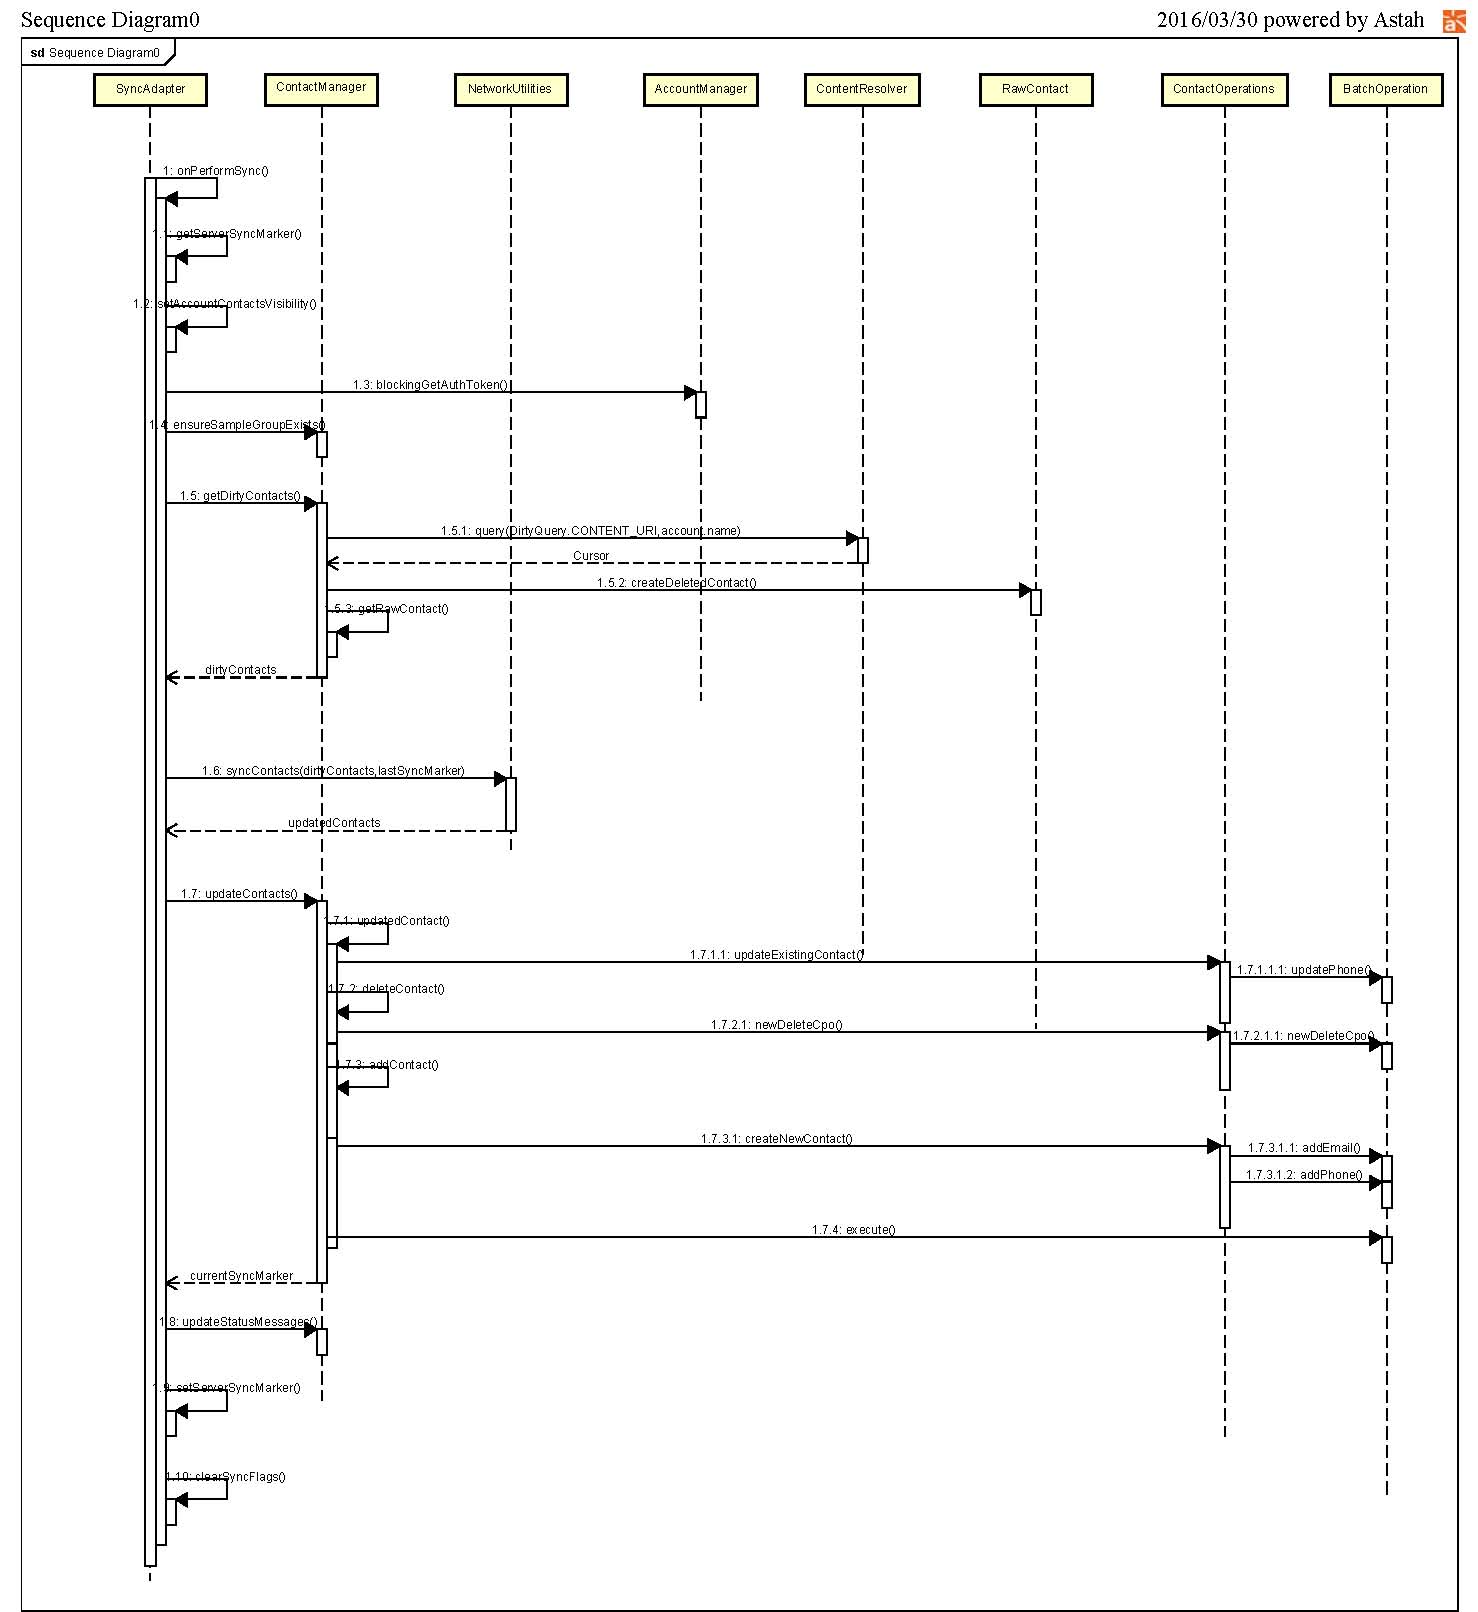 Sequence Diagram0
2016/03/30 powered by Astah
sd Sequence Diagram0
SyncAdapter
ContactManager
NetworkUtilities
AccountManager
ContentResolver
RawContact
ContactOperations
BatchOperation
1: onPerformSync()
1.1: getServerSyncMarker()
1.2: setAccountContactsVisibility()
1.3: blockingGetAuthToken()
1.4: ensureSampleGroupExists()
1.5: getDirtyContacts()
1.5.1: query(DirtyQuery.CONTENT_URI,account.name)
Cursor
1.5.2: createDeletedContact()
1.5.3: getRawContact()
dirtyContacts
1.6: syncContacts(dirtyContacts,lastSyncMarker)
updatedContacts
1.7: updateContacts()
1.7.1: updatedContact()
1.7.1.1: updateExistingContact()
1.7.1.1.1: updatePhone()
1.7.2: deleteContact()
1.7.2.1: newDeleteCpo()
1.7.2.1.1: newDeleteCpo()
1.7.3: addContact()
1.7.3.1: createNewContact()
1.7.3.1.1: addEmail()
1.7.3.1.2: addPhone()
1.7.4: execute()
currentSyncMarker
1.8: updateStatusMessages()
1.9: setServerSyncMarker()
1.10: clearSyncFlags()